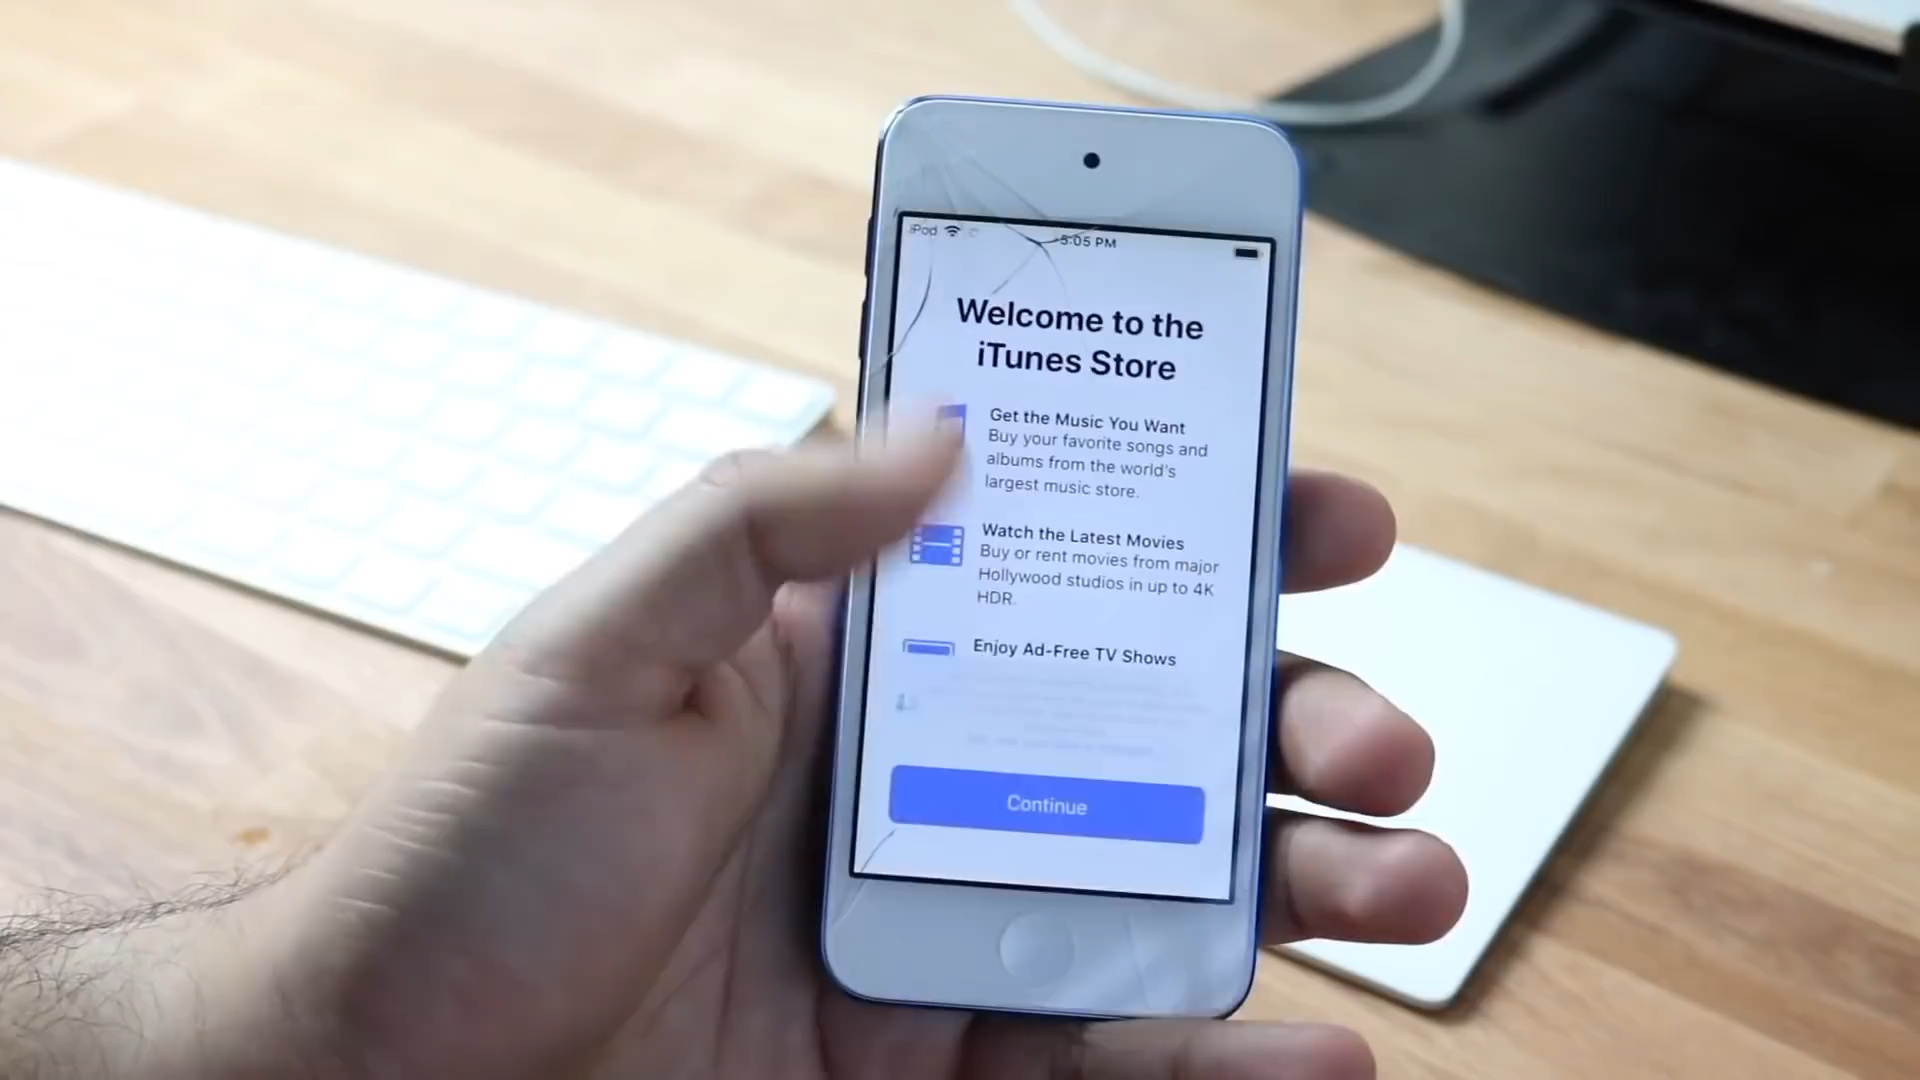 iPod 5:05 PM
Welcome to the
iTunes Store
Get the Music You Want
Buy your favorite songs and
albums from the world's
largest music store.
Watch the Latest Movies
Buy or rent movies from major
Hollywood studios in up to 4K
HDR.
Enjoy Ad-Free TV Shows
Continue